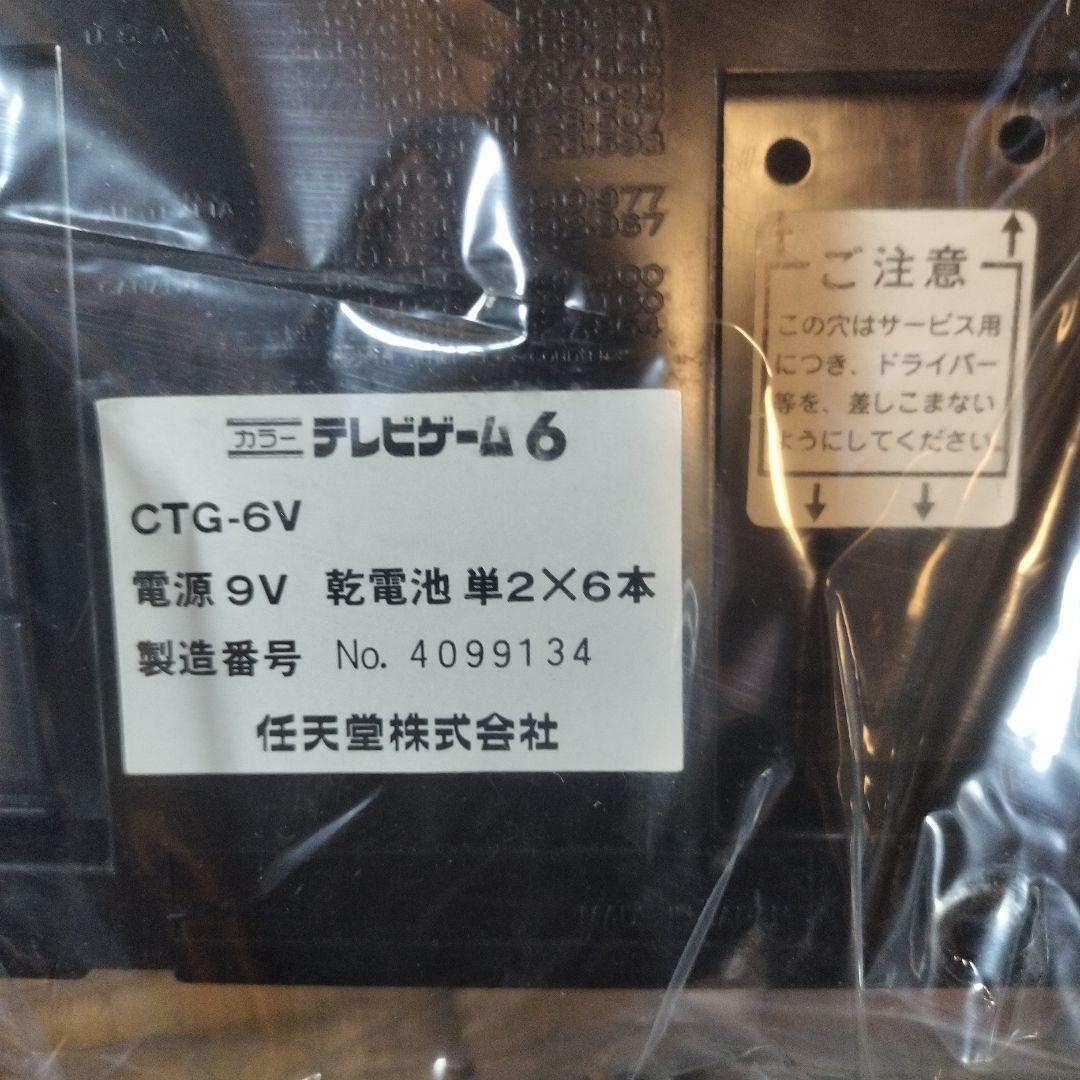 U.S.A.
カラー テレビゲーム6
CTG-6V
電源 9V 乾電池 単2×6本
製造番号 No. 4099134
任天堂株式会社
ご注意
この穴はサービス用
につき、ドライバー
等を、差しこまない
ようにしてください。
MADE IN JAPAN